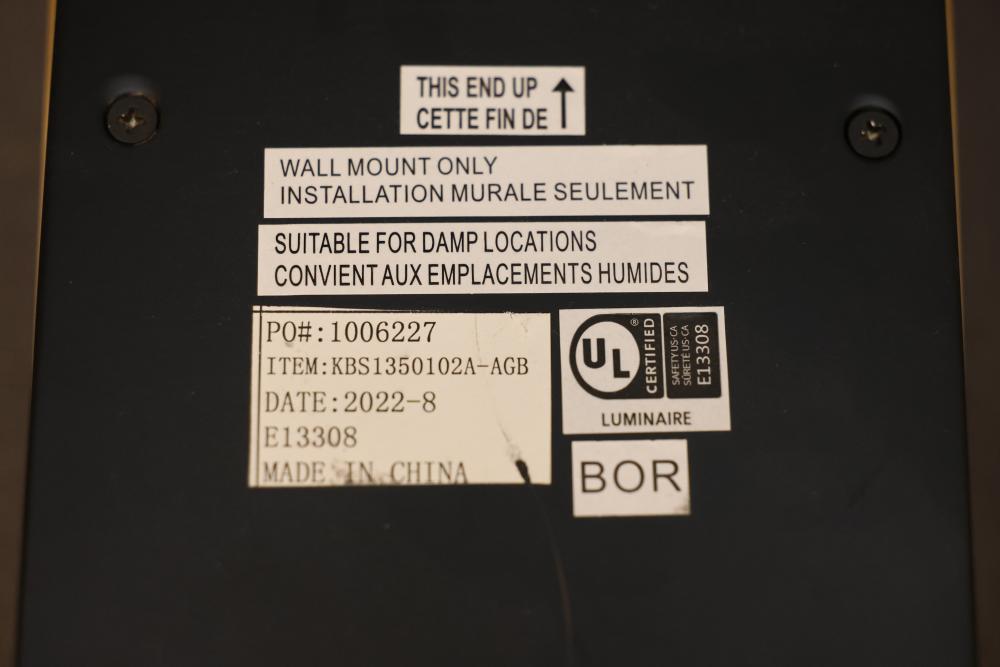 THIS END UP
CETTE FIN DE
WALL MOUNT ONLY
INSTALLATION MURALE SEULEMENT
SUITABLE FOR DAMP LOCATIONS
CONVIENT AUX EMPLACEMENTS HUMIDES
PO#:1006227
ITEM:KBS1350102A-AGB
DATE:2022-8
E13308
MADE IN CHINA
UL
®
CERTIFIED
SAFETY US-CA
SÛRETÉ US-CA
E13308
LUMINAIRE
BOR